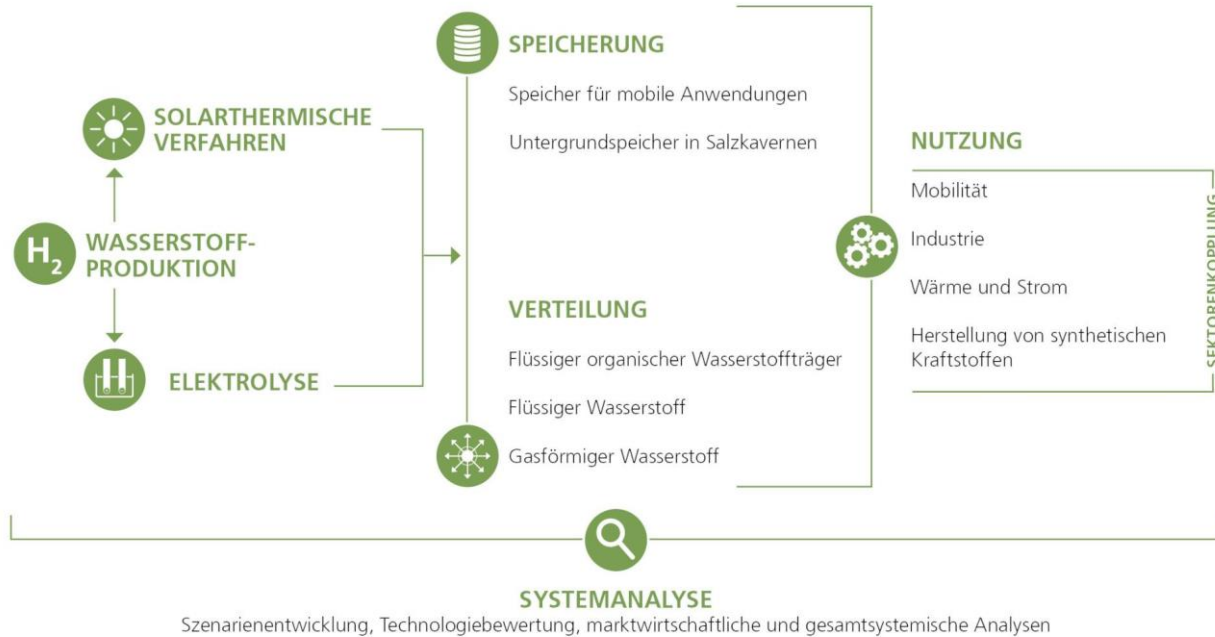 H2
WASSERSTOFF-
PRODUKTION
SOLARTHERMISCHE
VERFAHREN
ELEKTROLYSE
SPEICHERUNG
Speicher für mobile Anwendungen
Untergrundspeicher in Salzkavernen
VERTEILUNG
Flüssiger organischer Wasserstoffträger
Flüssiger Wasserstoff
Gasförmiger Wasserstoff
NUTZUNG
Mobilität
Industrie
Wärme und Strom
Herstellung von synthetischen
Kraftstoffen
SEKTORENKOPPLUNG
SYSTEMANALYSE
Szenarienentwicklung, Technologiebewertung, marktwirtschaftliche und gesamtsystemische Analysen